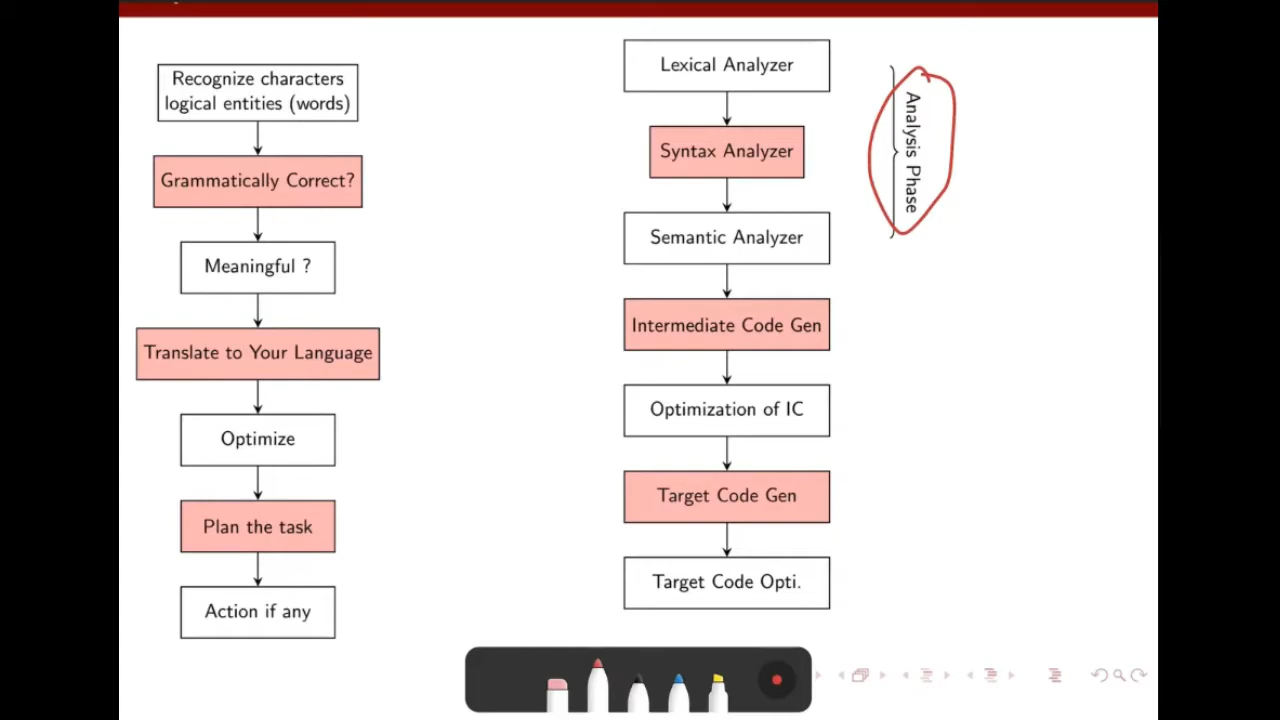 Recognize characters
logical entities (words)
Grammatically Correct?
Meaningful ?
Translate to Your Language
Optimize
Plan the task
Action if any
Lexical Analyzer
Syntax Analyzer
Semantic Analyzer
Intermediate Code Gen
Optimization of IC
Target Code Gen
Target Code Opti.
Analysis Phase